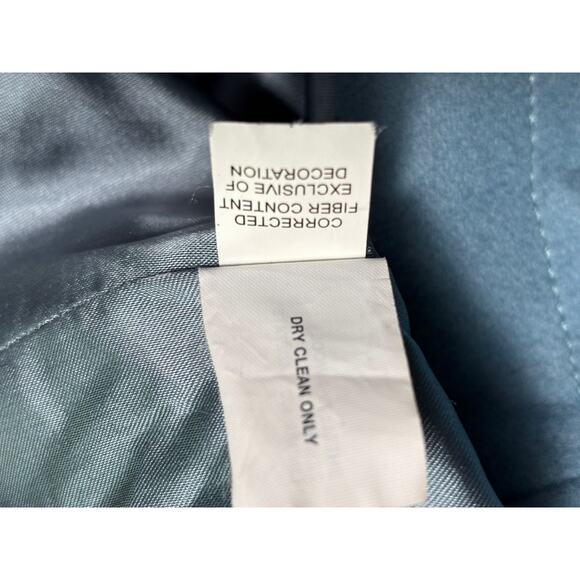 CORRECTED
FIBER CONTENT
EXCLUSIVE OF
DECORATION
DRY CLEAN ONLY